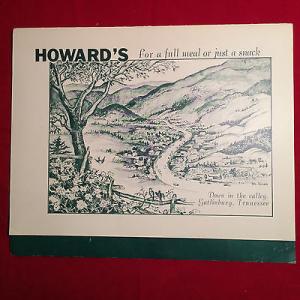 HOWARD'S For a full meal or just a snack
Down in the valley,
Gatlinburg, Tennessee